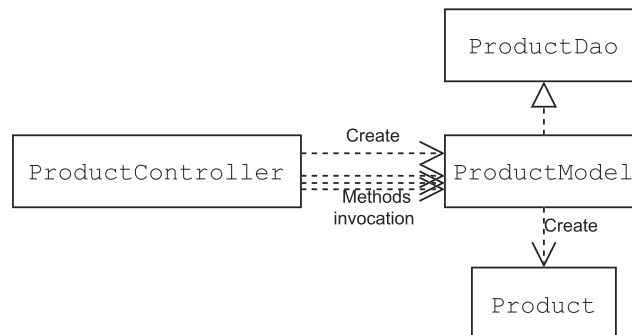 ProductDao
Create
ProductController
ProductModel
Methods
invocation
Create
Product